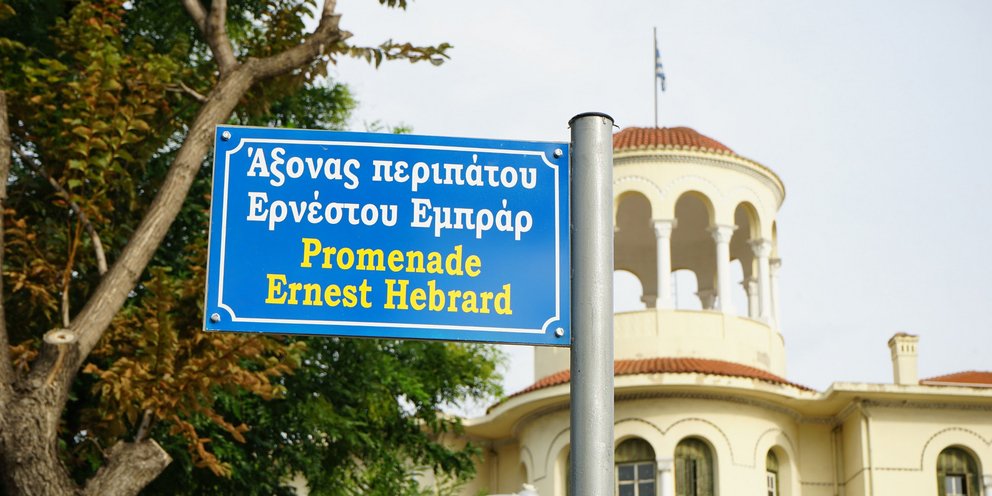 Άξονας περιπάτου
Ερνέστου Εμπράρ
Promenade
Ernest Hebrard